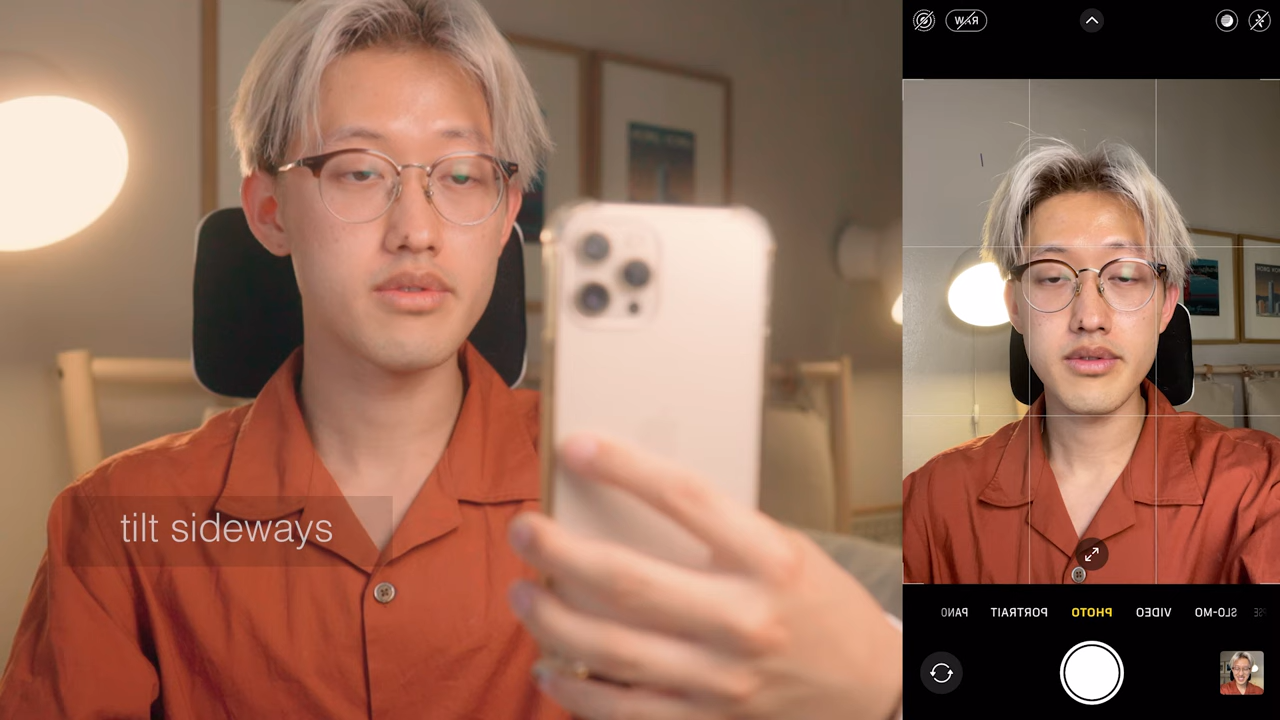 tilt sideways
RAW
PANO
PORTRAIT
PHOTO
VIDEO
SLO-MO